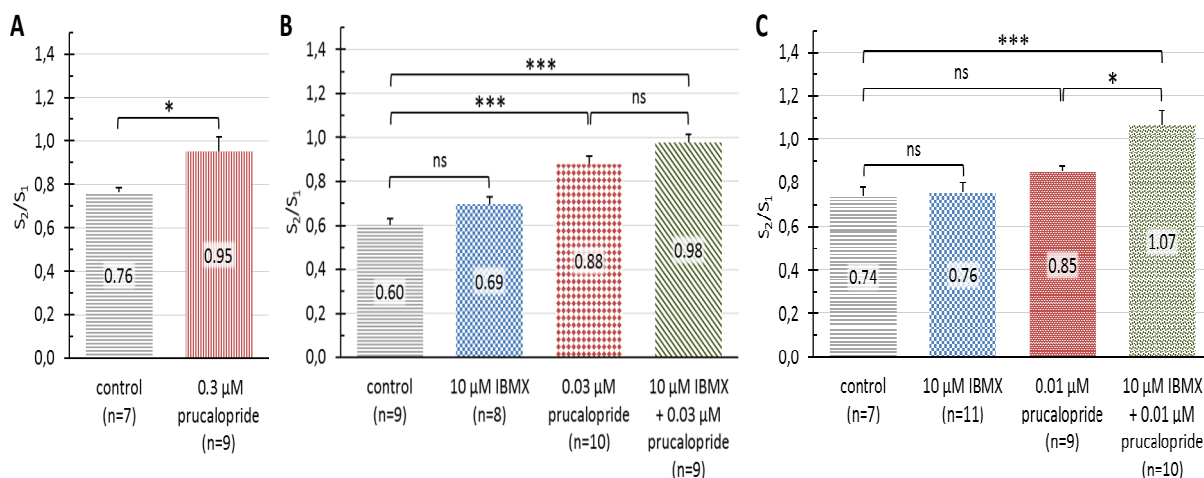 A
1,4
1,2
1,0
0,8
0,6
0,4
0,2
0,0
S2/S1
*
0.76
0.95
control
(n=7)
0.3 µM
prucalopride
(n=9)
B
1,4
1,2
1,0
0,8
0,6
0,4
0,2
0,0
S2/S1
***
***
ns
ns
0.60
0.69
0.88
0.98
control
(n=9)
10 µM IBMX
(n=8)
0.03 µM
prucalopride
(n=10)
10 µM IBMX
+ 0.03 µM
prucalopride
(n=9)
C
1,4
1,2
1,0
0,8
0,6
0,4
0,2
0,0
S2/S1
***
ns
*
ns
0.74
0.76
0.85
1.07
control
(n=7)
10 µM IBMX
(n=11)
0.01 µM
prucalopride
(n=9)
10 µM IBMX
+ 0.01 µM
prucalopride
(n=10)